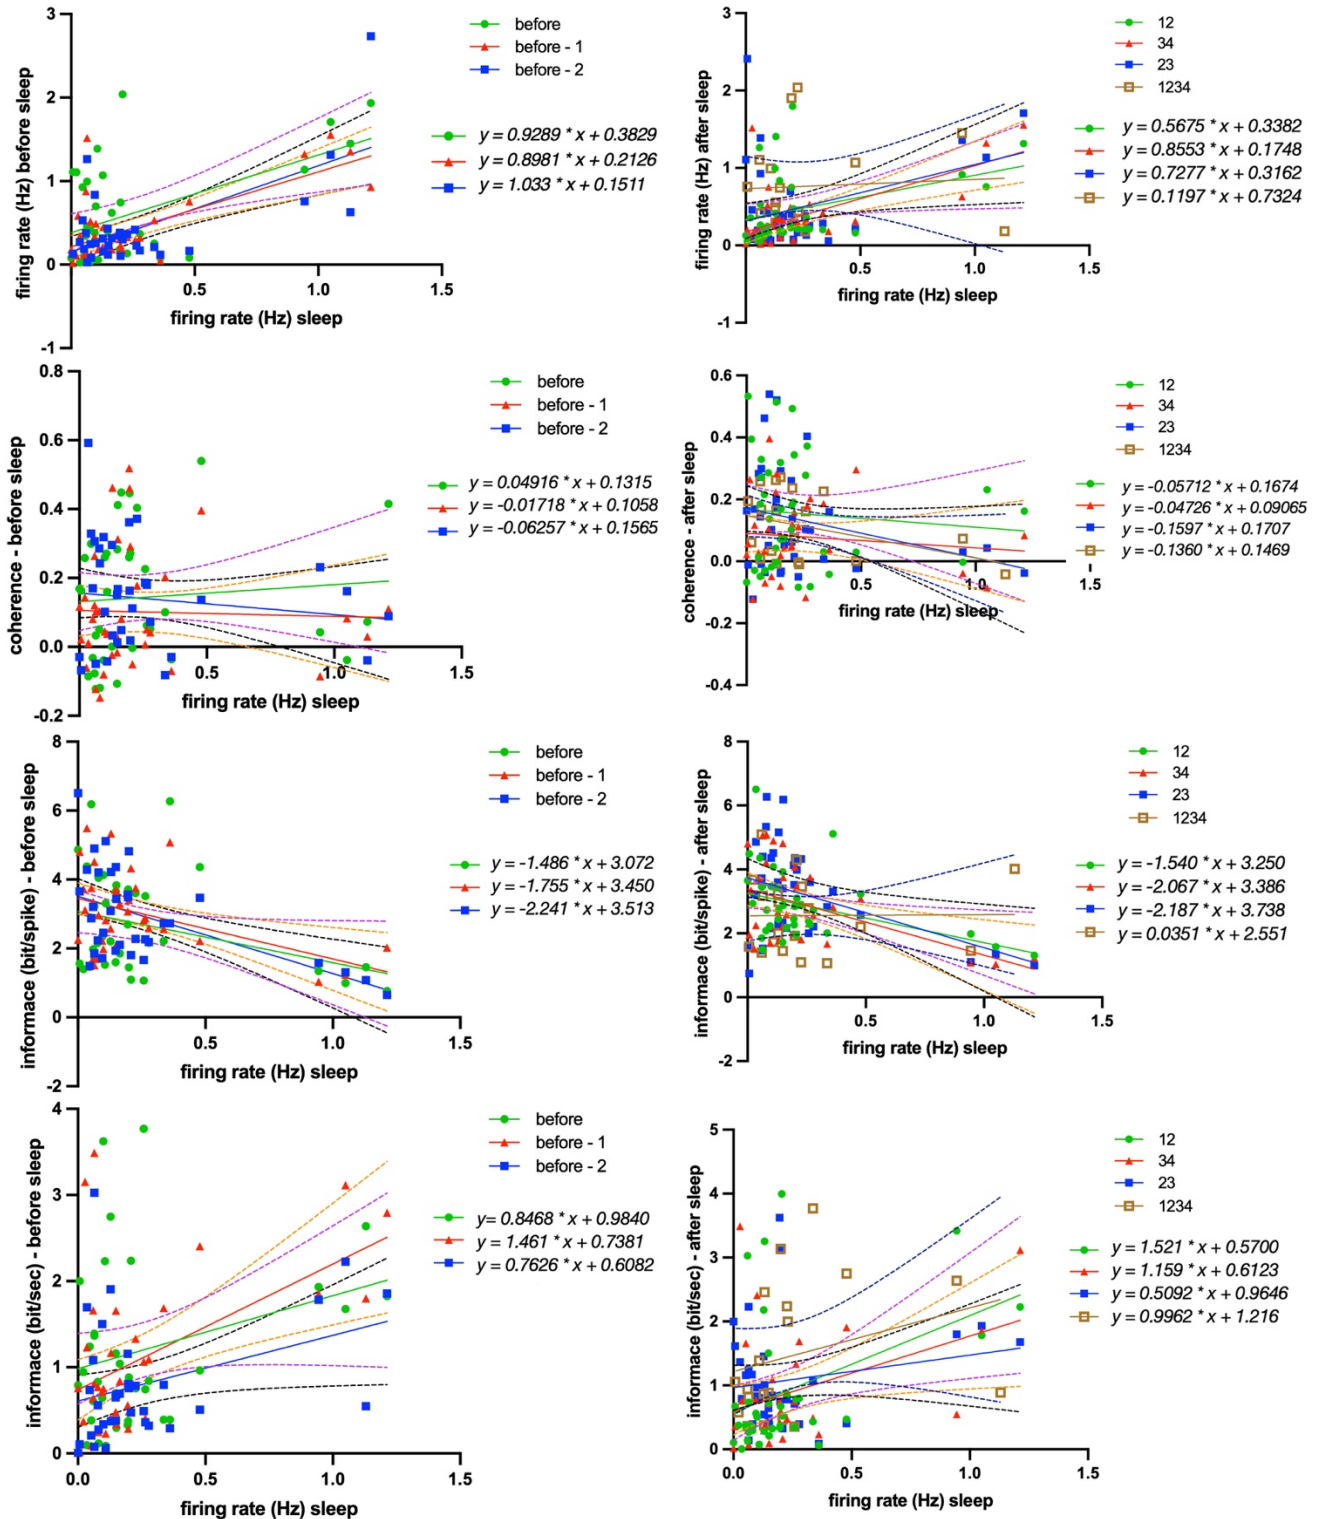 3
2
1
0
-1
0.5
1.0
1.5
firing rate (Hz) before sleep
firing rate (Hz) sleep
before
before - 1
before - 2
y = 0.9289 * x + 0.3829
y = 0.8981 * x + 0.2126
y = 1.033 * x + 0.1511
3
2
1
0
-1
0.5
1.0
1.5
firing rate (Hz) after sleep
firing rate (Hz) sleep
12
34
23
1234
y = 0.5675 * x + 0.3382
y = 0.8553 * x + 0.1748
y = 0.7277 * x + 0.3162
y = 0.1197 * x + 0.7324
0.8
0.6
0.4
0.2
0.0
-0.2
0.5
1.0
1.5
coherence - before sleep
firing rate (Hz) sleep
before
before - 1
before - 2
y = 0.04916 * x + 0.1315
y = -0.01718 * x + 0.1058
y = -0.06257 * x + 0.1565
0.6
0.4
0.2
0.0
-0.2
-0.4
0.5
1.0
1.5
coherence - after sleep
firing rate (Hz) sleep
12
34
23
1234
y = -0.05712 * x + 0.1674
y = -0.04726 * x + 0.09065
y = -0.1597 * x + 0.1707
y = -0.1360 * x + 0.1469
8
6
4
2
0
-2
0.5
1.0
1.5
informace (bit/spike) - before sleep
firing rate (Hz) sleep
before
before - 1
before - 2
y = -1.486 * x + 3.072
y = -1.755 * x + 3.450
y = -2.241 * x + 3.513
8
6
4
2
0
-2
0.5
1.0
1.5
informace (bit/spike) - after sleep
firing rate (Hz) sleep
12
34
23
1234
y = -1.540 * x + 3.250
y = -2.067 * x + 3.386
y = -2.187 * x + 3.738
y = 0.0351 * x + 2.551
4
3
2
1
0
0.0
0.5
1.0
1.5
informace (bit/sec) - before sleep
firing rate (Hz) sleep
before
before - 1
before - 2
y= 0.8468 * x + 0.9840
y = 1.461 * x + 0.7381
y = 0.7626 * x + 0.6082
5
4
3
2
1
0
0.0
0.5
1.0
1.5
informace (bit/sec) - after sleep
firing rate (Hz) sleep
12
34
23
1234
y = 1.521 * x + 0.5700
y = 1.159 * x + 0.6123
y = 0.5092 * x + 0.9646
y = 0.9962 * x + 1.216